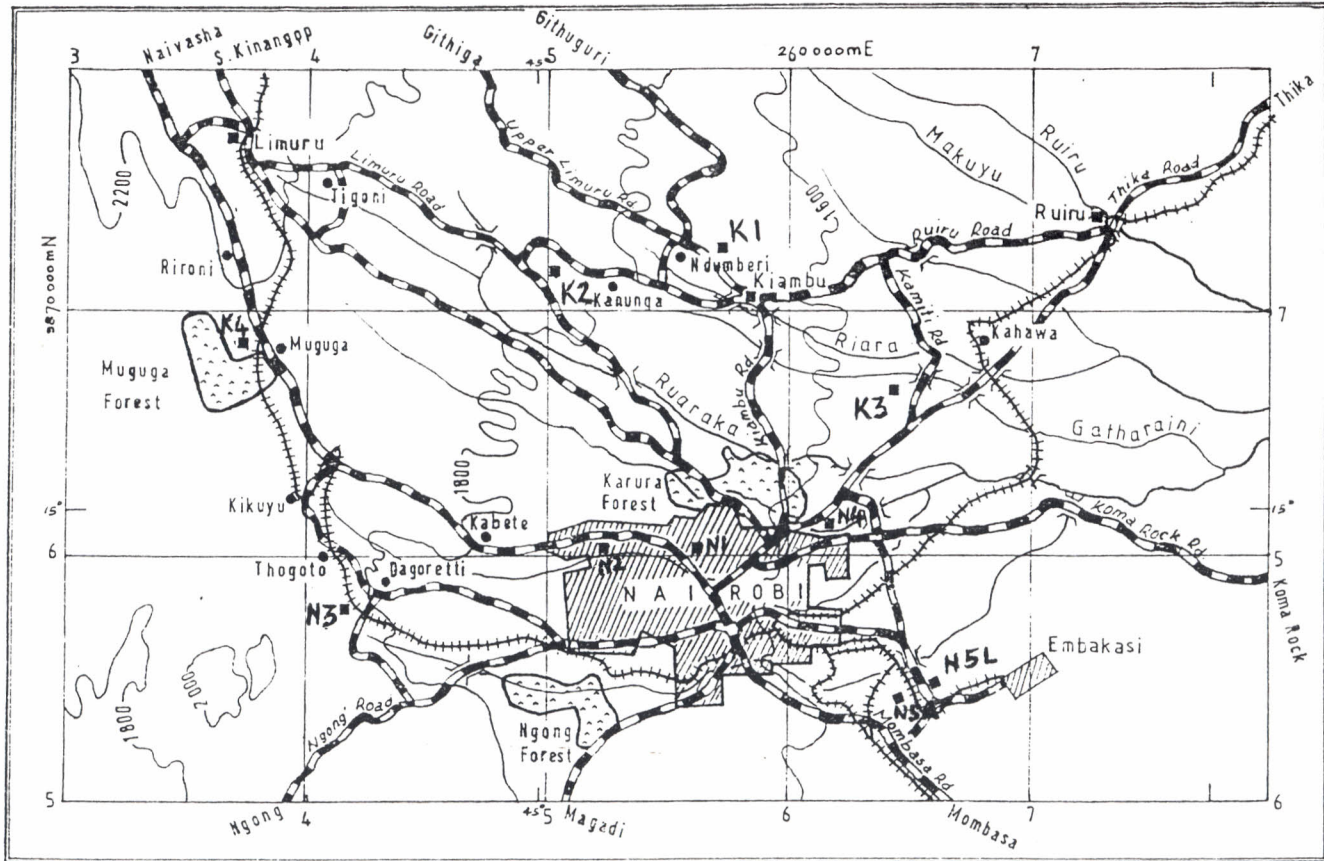 Naivasha
S. Kinangop
Githiga
Githuguri
3
4
45°
5
260000mE
7
Thika
2200
Limuru
Limuru Road
Tigoni
Upper Limuru Rd
1600
Makuyu
Ruiru
Thika Road
Ruiru
Ruiru Road
K1
Ndumberi
Kiambu
Rironi
K2
Kanunga
9870000mN
7
K4
Muguga
Muguga
Forest
Kamiti Rd
Kahawa
Riara
Kiambu Rd
K3
Ruaraka
Gatharaini
1800
Karura
Forest
Kikuyu
15°
15°
Kabete
N4
Koma Rock Rd
6
N2
N1
5
Thogoto
Dagoretti
NAIROBI
Koma Rock
N3
Embakasi
N5L
N5
2000
1800
Ngong Road
Ngong
Forest
Mombasa Rd
5
4
45°
5
6
7
6
Ngong
Magadi
Mombasa